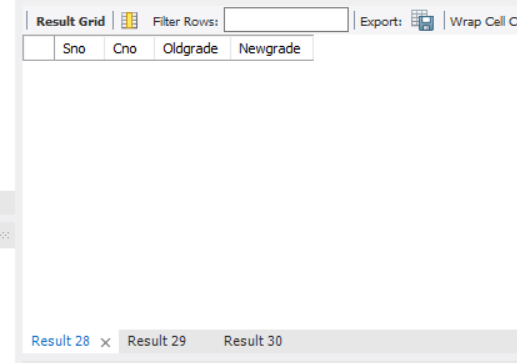 Result Grid Filter Rows: Export: Wrap Cell C
Sno Cno Oldgrade Newgrade
Result 28 × Result 29 Result 30